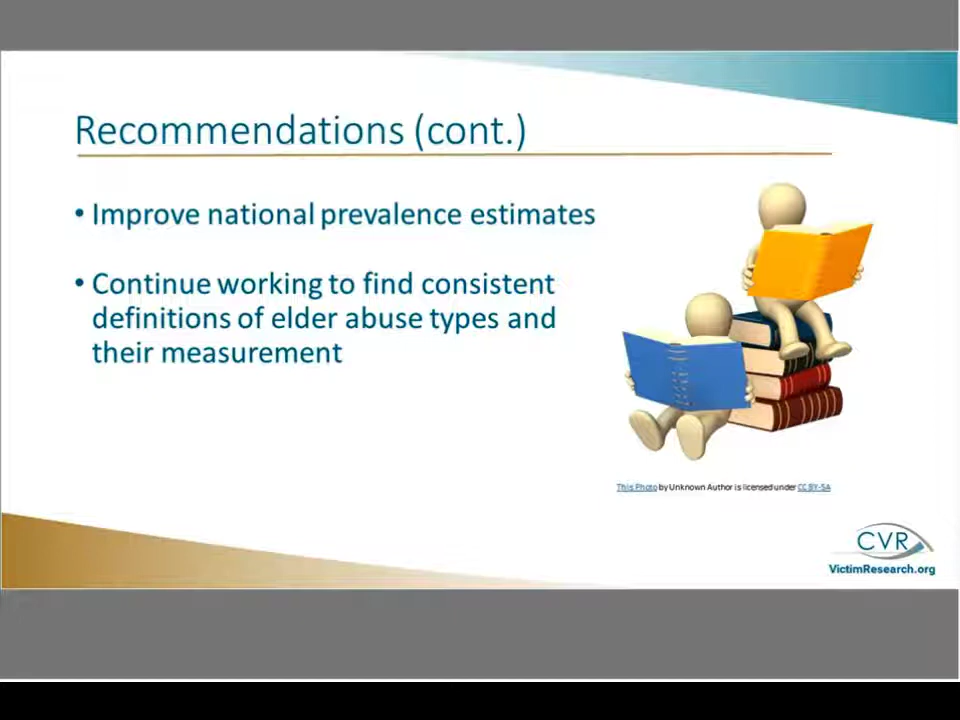 Recommendations (cont.)
• Improve national prevalence estimates
• Continue working to find consistent
definitions of elder abuse types and
their measurement
This Photo by Unknown Author is licensed under CC BY-SA
CVR
VictimResearch.org